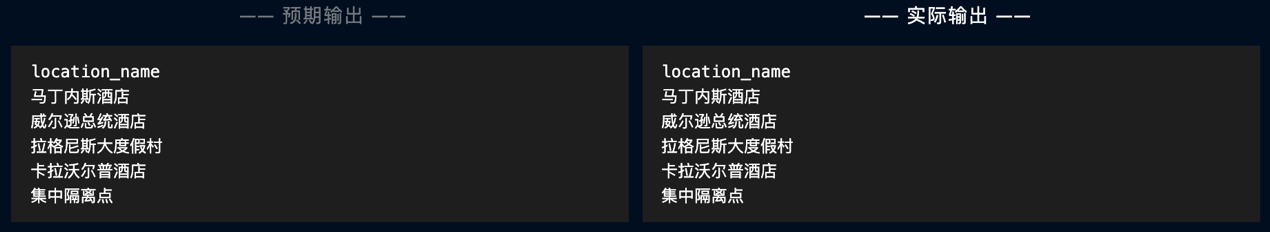 —— 预期输出 ——
location_name
马丁内斯酒店
威尔逊总统酒店
拉格尼斯大度假村
卡拉沃尔普酒店
集中隔离点
—— 实际输出 ——
location_name
马丁内斯酒店
威尔逊总统酒店
拉格尼斯大度假村
卡拉沃尔普酒店
集中隔离点